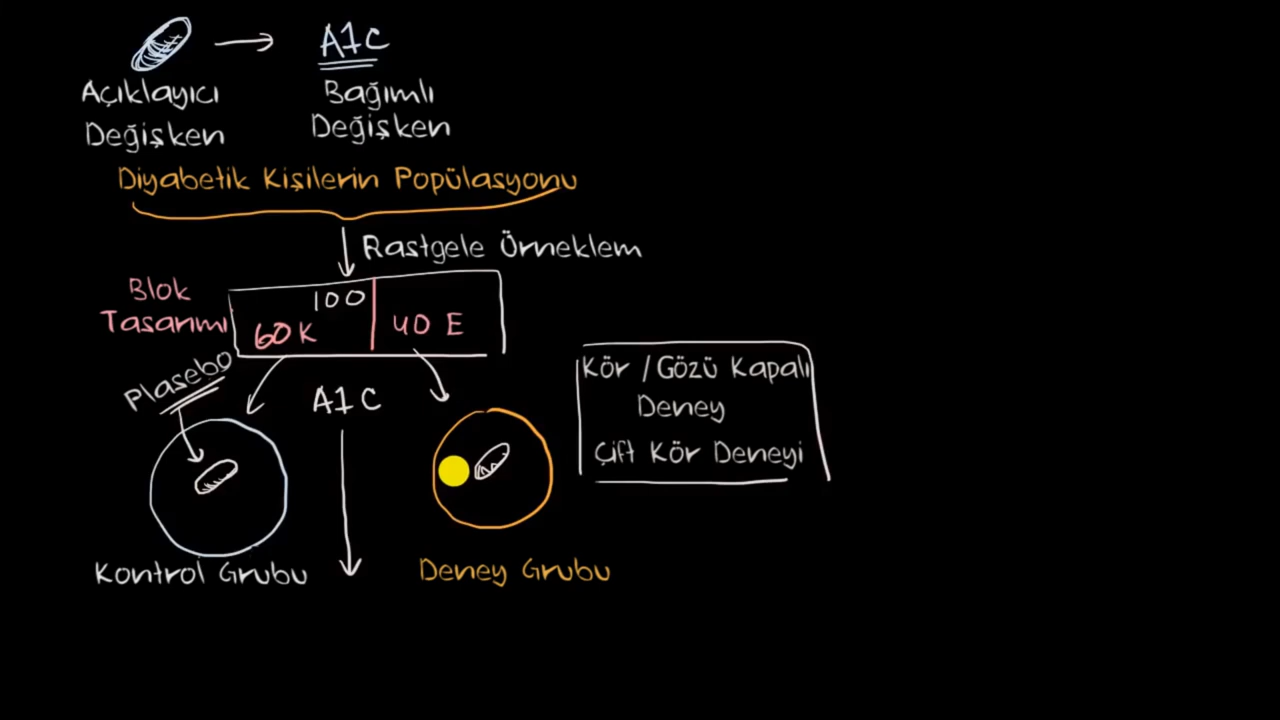 A1C
Açıklayıcı
Değişken
Bağımlı
Değişken
Diyabetik Kişilerin Popülasyonu
Rastgele Örneklem
Blok
Tasarımı
100
60 K
40 E
Plasebo
A1C
Kör / Gözü Kapalı
Deney
Çift Kör Deneyi
Kontrol Grubu
Deney Grubu